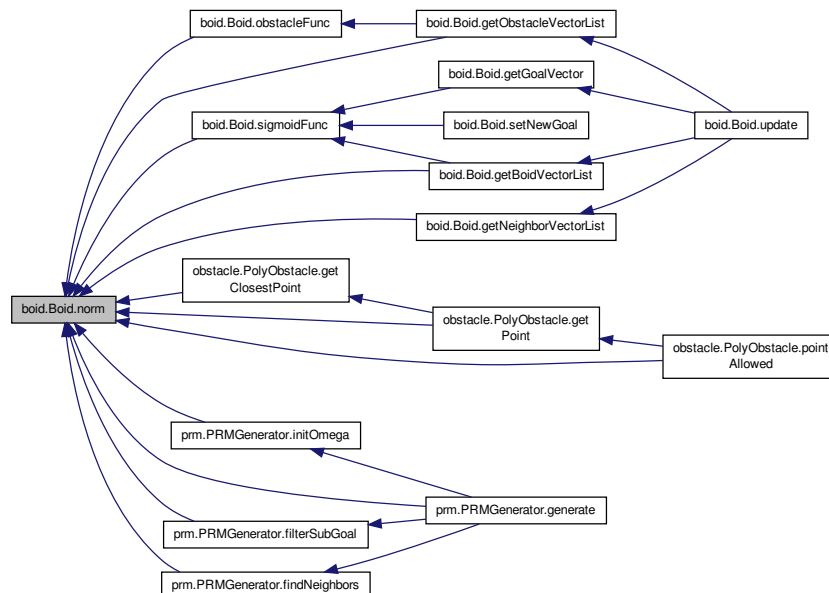 boid.Boid.obstacleFunc
boid.Boid.getObstacleVectorList
boid.Boid.getGoalVector
boid.Boid.sigmoidFunc
boid.Boid.setNewGoal
boid.Boid.update
boid.Boid.getBoidVectorList
boid.Boid.getNeighborVectorList
obstacle.PolyObstacle.get
ClosestPoint
boid.Boid.norm
obstacle.PolyObstacle.get
Point
obstacle.PolyObstacle.point
Allowed
prm.PRMGenerator.initOmega
prm.PRMGenerator.generate
prm.PRMGenerator.filterSubGoal
prm.PRMGenerator.findNeighbors